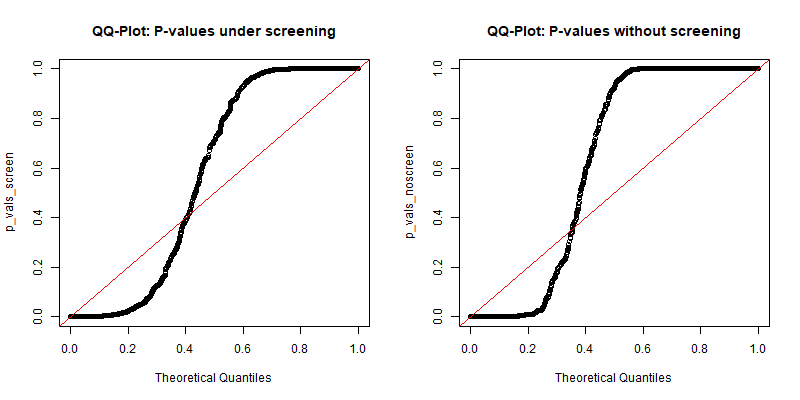 QQ-Plot: P-values under screening
p_vals_screen
0.0 0.2 0.4 0.6 0.8 1.0
0.0 0.2 0.4 0.6 0.8 1.0
Theoretical Quantiles
QQ-Plot: P-values without screening
p_vals_noscreen
0.0 0.2 0.4 0.6 0.8 1.0
0.0 0.2 0.4 0.6 0.8 1.0
Theoretical Quantiles